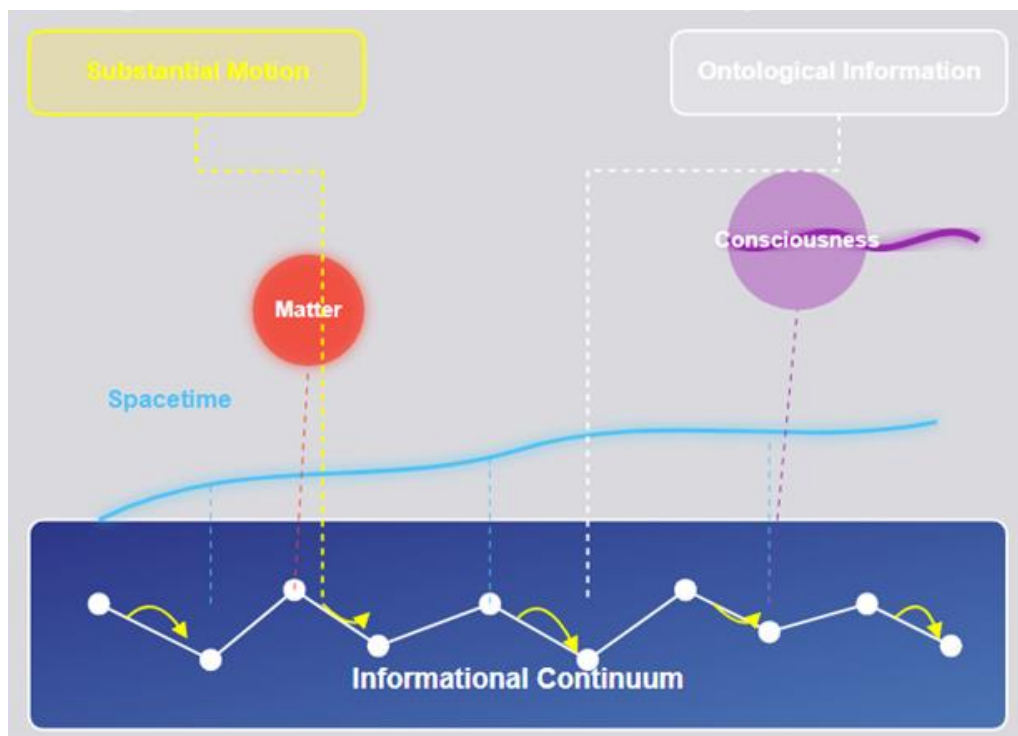 Substantial Motion
Ontological Information
Consciousness
Matter
Spacetime
Informational Continuum